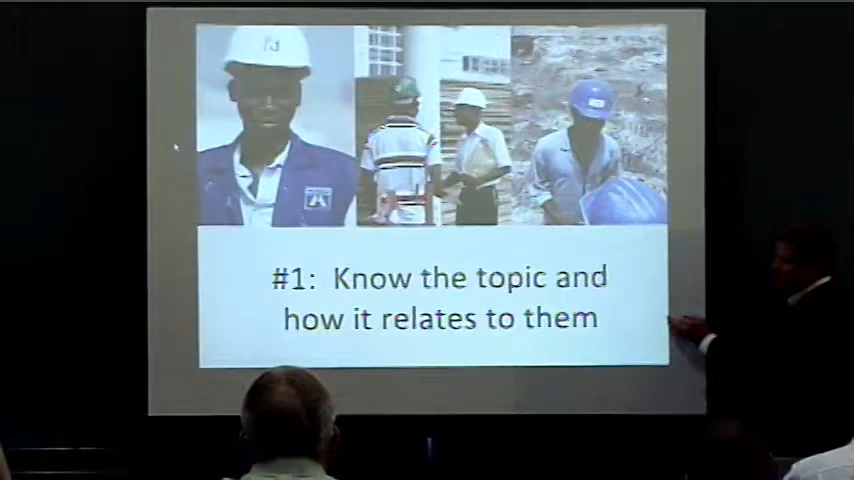 #1:  Know the topic and
how it relates to them